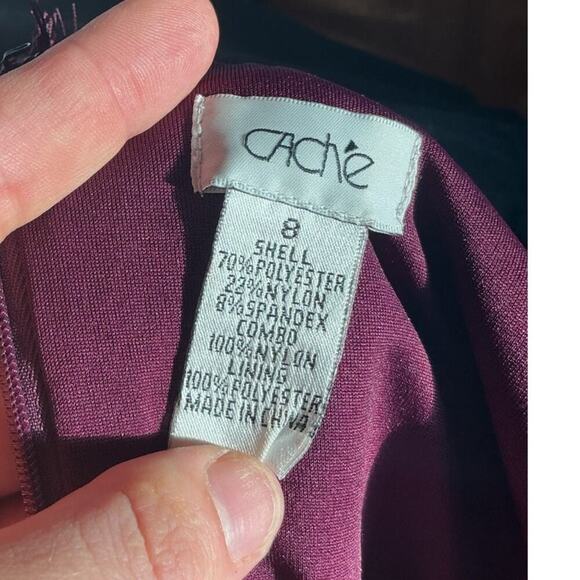 CAChé
8
SHELL
70%POLYESTER
22%NYLON
8%SPANDEX
COMBO
100%NYLON
LINING
100%POLYESTER
MADE IN CHINA